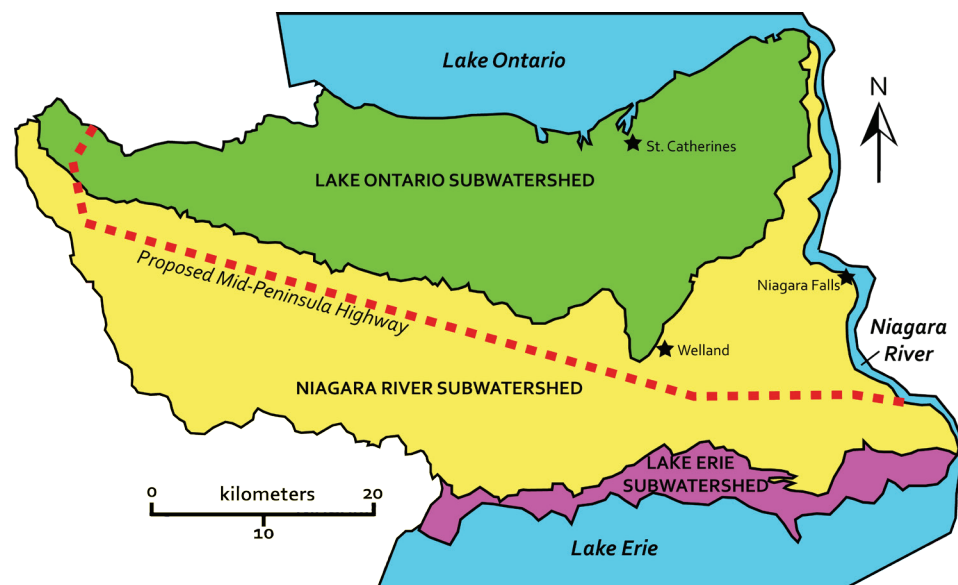 Lake Ontario
N
St. Catherines
LAKE ONTARIO SUBWATERSHED
Proposed Mid-Peninsula Highway
Niagara Falls
Niagara
River
Welland
NIAGARA RIVER SUBWATERSHED
LAKE ERIE
SUBWATERSHED
0 kilometers 20
10
Lake Erie